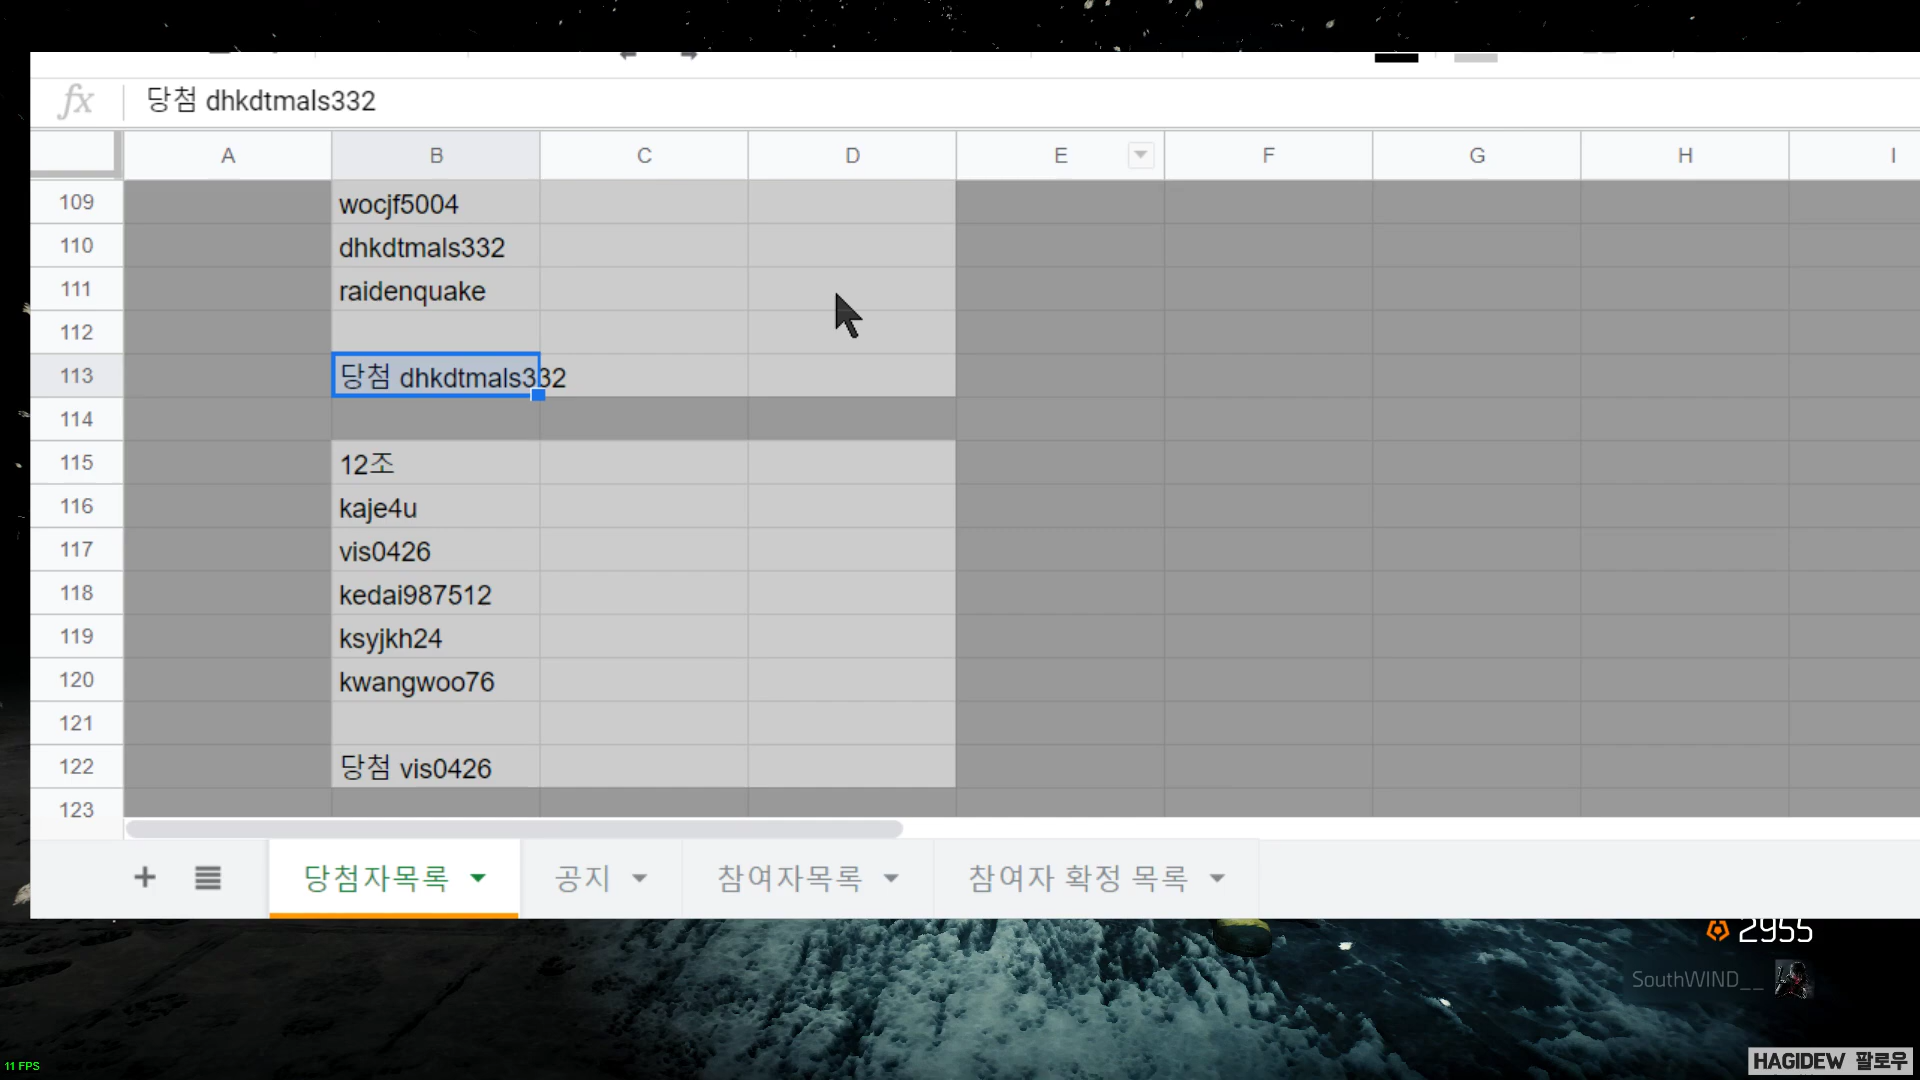 fx 당첨 dhkdtmals332
A B C D E F G H I
109 wocjf5004
110 dhkdtmals332
111 raidenquake
112
113 당첨 dhkdtmals332
114
115 12조
116 kaje4u
117 vis0426
118 kedai987512
119 ksyjkh24
120 kwangwoo76
121
122 당첨 vis0426
123
당첨자목록 공지 참여자목록 참여자 확정 목록
2955
SouthWIND__
11 FPS
HAGIDEW 팔로우